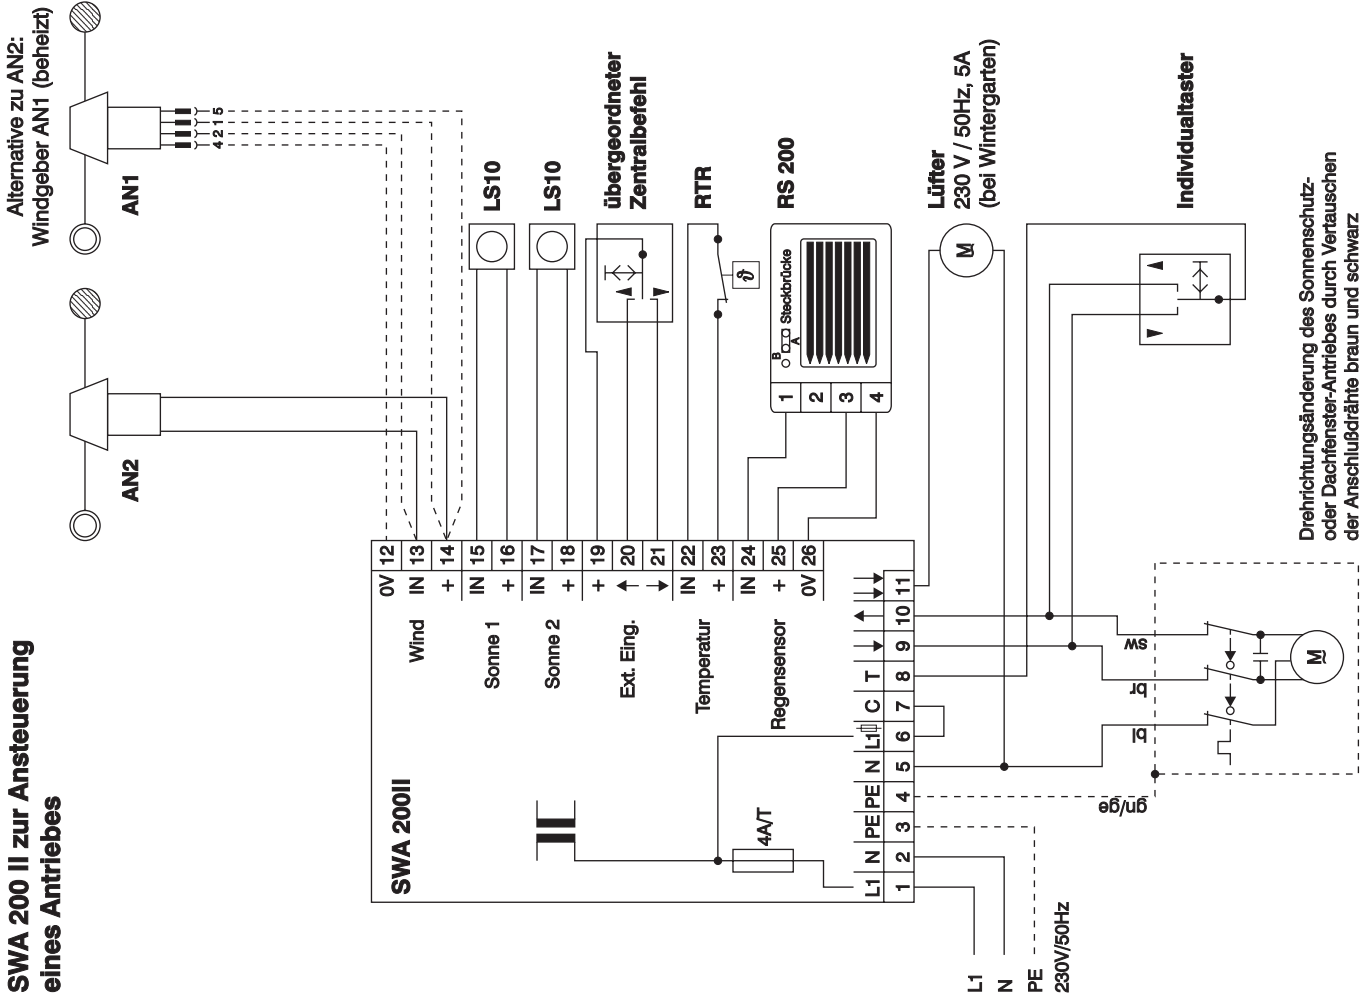 SWA 200 II zur Ansteuerung
eines Antriebes
Alternative zu AN2:
Windgeber AN1 (beheizt)
AN1
4 2 1 5
AN2
LS10
LS10
übergeordneter
Zentralbefehl
RTR
ϑ
RS 200
Steckbrücke
B
A
1 2 3 4
Lüfter
230 V / 50Hz, 5A
(bei Wintergarten)
M
Individualtaster
12 13 14 15 16 17 18 19 20 21 22 23 24 25 26
0V IN + IN + IN + + IN + IN + 0V
Wind
Sonne 1
Sonne 2
Ext. Eing.
Temperatur
Regensensor
SWA 200II
4A/T
L1 N PE PE N L1 C T
1 2 3 4 5 6 7 8 9 10 11
L1
N
PE
230V/50Hz
gn/ge
bl
br
sw
M
Drehrichtungsänderung des Sonnenschutz-
oder Dachfenster-Antriebes durch Vertauschen
der Anschlußdrähte braun und schwarz